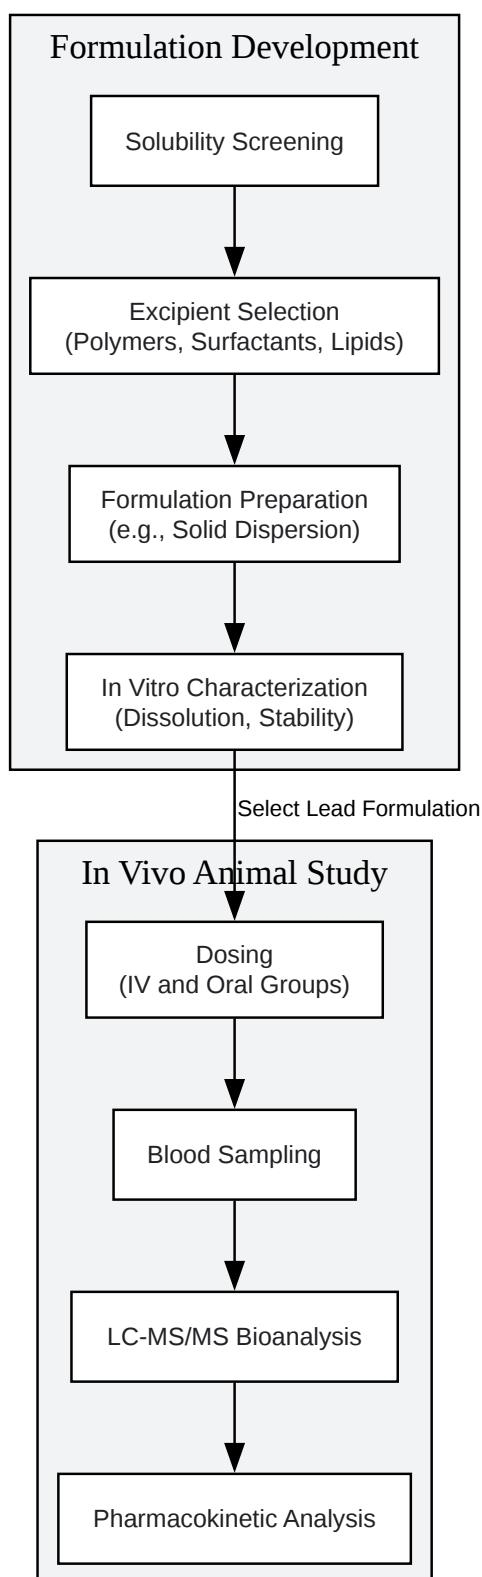 Formulation Development
Solubility Screening
Excipient Selection
(Polymers, Surfactants, Lipids)
Formulation Preparation
(e.g., Solid Dispersion)
In Vitro Characterization
(Dissolution, Stability)
Select Lead Formulation
In Vivo Animal Study
Dosing
(IV and Oral Groups)
Blood Sampling
LC-MS/MS Bioanalysis
Pharmacokinetic Analysis